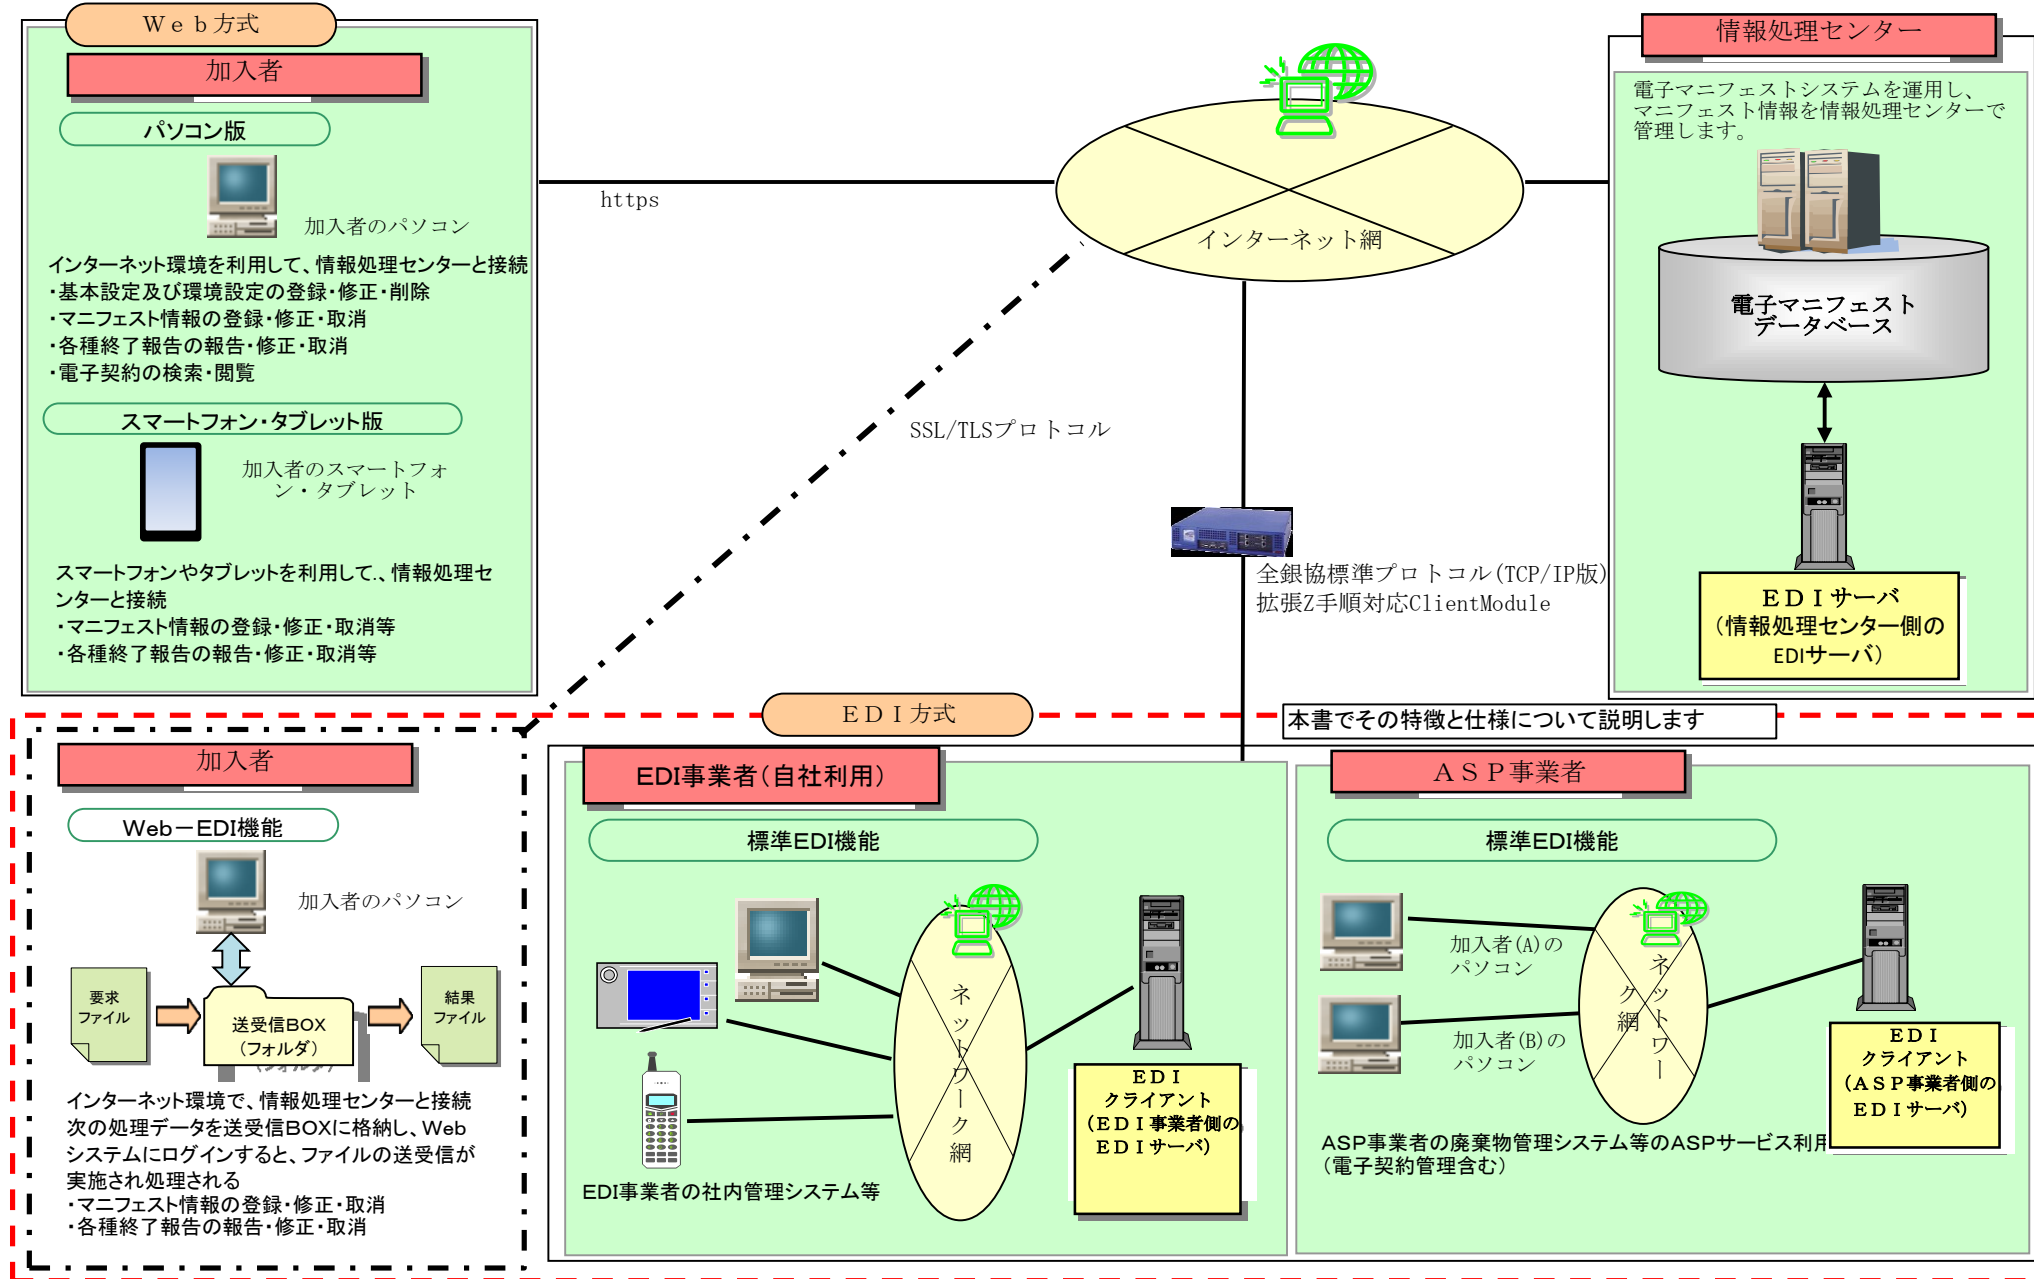 Ｗｅｂ方式
加入者
パソコン版
加入者のパソコン
インターネット環境を利用して、情報処理センターと接続
・基本設定及び環境設定の登録・修正・削除
・マニフェスト情報の登録・修正・取消
・各種終了報告の報告・修正・取消
・電子契約の検索・閲覧
スマートフォン・タブレット版
加入者のスマートフォ
ン・タブレット
スマートフォンやタブレットを利用して.、情報処理セ
ンターと接続
・マニフェスト情報の登録・修正・取消等
・各種終了報告の報告・修正・取消等
https
インターネット網
SSL/TLSプロトコル
全銀協標準プロトコル(TCP/IP版)
拡張Z手順対応ClientModule
情報処理センター
電子マニフェストシステムを運用し、
マニフェスト情報を情報処理センターで
管理します。
電子マニフェスト
データベース
ＥＤＩサーバ
（情報処理センター側の
EDIサーバ）
ＥＤＩ方式
本書でその特徴と仕様について説明します
加入者
Web－EDI機能
加入者のパソコン
要求
ファイル
送受信BOX
（フォルダ）
結果
ファイル
インターネット環境で、情報処理センターと接続
次の処理データを送受信BOXに格納し、Web
システムにログインすると、ファイルの送受信が
実施され処理される
・マニフェスト情報の登録・修正・取消
・各種終了報告の報告・修正・取消
EDI事業者（自社利用）
標準EDI機能
ネットワーク網
ＥＤＩ
クライアント
（ＥＤＩ事業者側の
ＥＤＩサーバ）
EDI事業者の社内管理システム等
ＡＳＰ事業者
標準EDI機能
加入者(A)の
パソコン
加入者(B)の
パソコン
ネットワー
ク網
ＥＤＩ
クライアント
（ＡＳＰ事業者側の
ＥＤＩサーバ）
ASP事業者の廃棄物管理システム等のASPサービス利用
（電子契約管理含む）